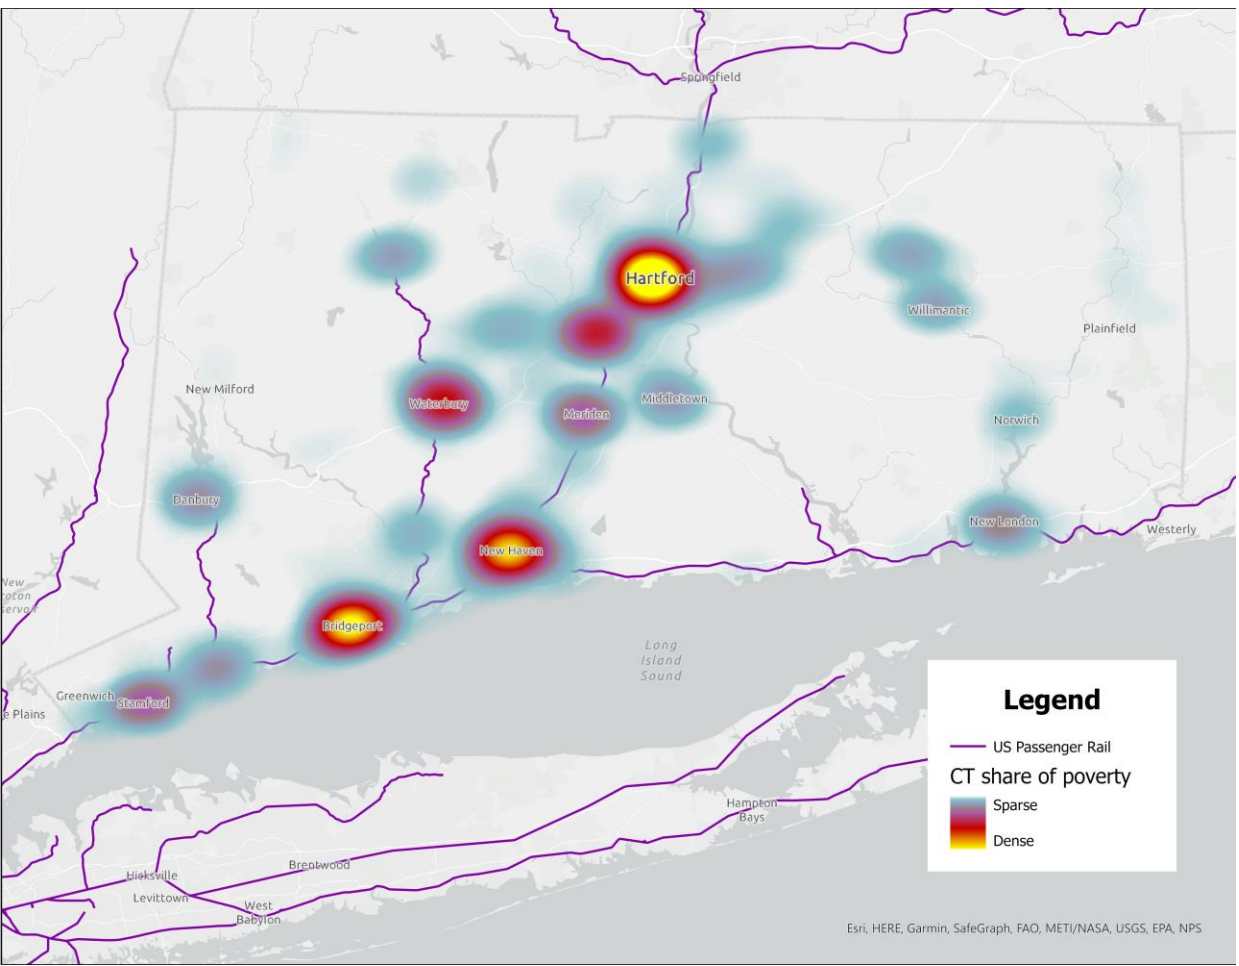 Springfield
Hartford
Willimantic
Plainfield
New Milford
Waterbury
Meriden
Middletown
Norwich
Danbury
New London
Westerly
New Haven
New
Bridgeport
Long
Island
Sound
Greenwich
Stamford
e Plains
Legend
US Passenger Rail
CT share of poverty
Sparse
Dense
Hampton
Bays
Brentwood
Hicksville
Levittown
West
Babylon
Esri, HERE, Garmin, SafeGraph, FAO, METI/NASA, USGS, EPA, NPS